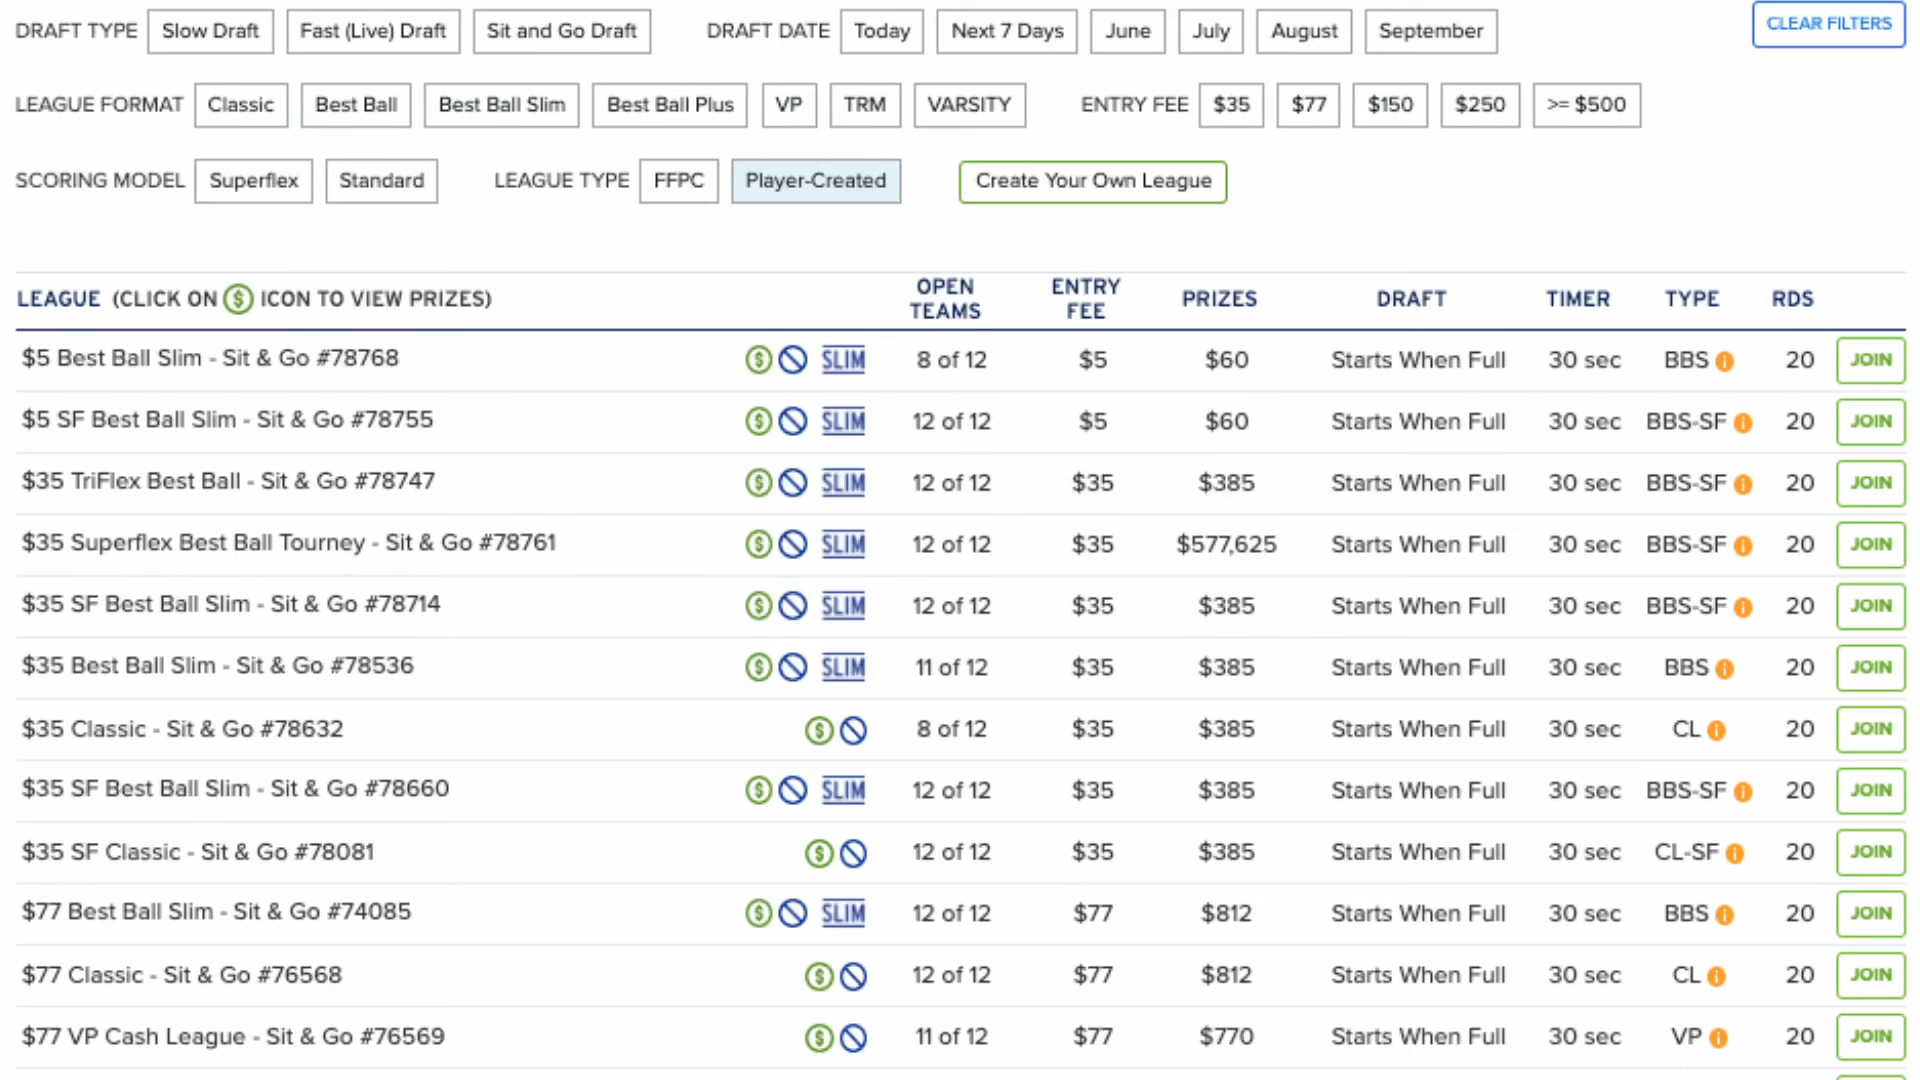 DRAFT TYPE Slow Draft Fast (Live) Draft Sit and Go Draft DRAFT DATE Today Next 7 Days June July August September CLEAR FILTERS
LEAGUE FORMAT Classic Best Ball Best Ball Slim Best Ball Plus VP TRM VARSITY ENTRY FEE $35 $77 $150 $250 >= $500
SCORING MODEL Superflex Standard LEAGUE TYPE FFPC Player-Created Create Your Own League
LEAGUE (CLICK ON $ ICON TO VIEW PRIZES) OPEN TEAMS ENTRY FEE PRIZES DRAFT TIMER TYPE RDS
$5 Best Ball Slim - Sit & Go #78768 $ SLIM 8 of 12 $5 $60 Starts When Full 30 sec BBS i 20 JOIN
$5 SF Best Ball Slim - Sit & Go #78755 $ SLIM 12 of 12 $5 $60 Starts When Full 30 sec BBS-SF i 20 JOIN
$35 TriFlex Best Ball - Sit & Go #78747 $ SLIM 12 of 12 $35 $385 Starts When Full 30 sec BBS-SF i 20 JOIN
$35 Superflex Best Ball Tourney - Sit & Go #78761 $ SLIM 12 of 12 $35 $577,625 Starts When Full 30 sec BBS-SF i 20 JOIN
$35 SF Best Ball Slim - Sit & Go #78714 $ SLIM 12 of 12 $35 $385 Starts When Full 30 sec BBS-SF i 20 JOIN
$35 Best Ball Slim - Sit & Go #78536 $ SLIM 11 of 12 $35 $385 Starts When Full 30 sec BBS i 20 JOIN
$35 Classic - Sit & Go #78632 $ 8 of 12 $35 $385 Starts When Full 30 sec CL i 20 JOIN
$35 SF Best Ball Slim - Sit & Go #78660 $ SLIM 12 of 12 $35 $385 Starts When Full 30 sec BBS-SF i 20 JOIN
$35 SF Classic - Sit & Go #78081 $ 12 of 12 $35 $385 Starts When Full 30 sec CL-SF i 20 JOIN
$77 Best Ball Slim - Sit & Go #74085 $ SLIM 12 of 12 $77 $812 Starts When Full 30 sec BBS i 20 JOIN
$77 Classic - Sit & Go #76568 $ 12 of 12 $77 $812 Starts When Full 30 sec CL i 20 JOIN
$77 VP Cash League - Sit & Go #76569 $ 11 of 12 $77 $770 Starts When Full 30 sec VP i 20 JOIN